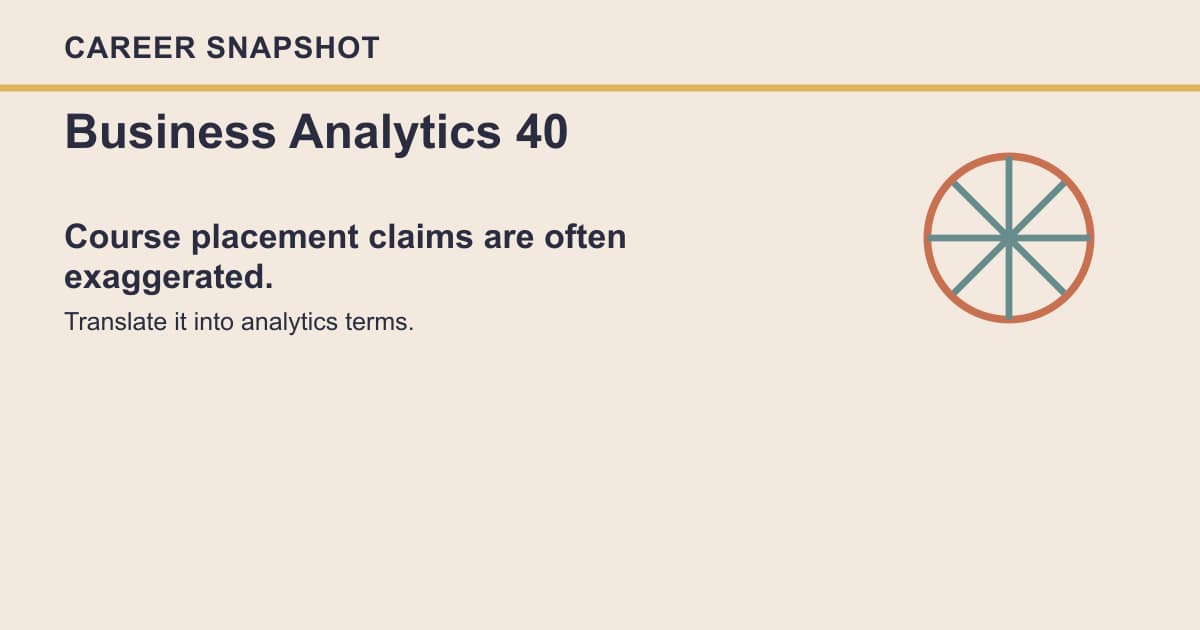 CAREER SNAPSHOT
Business Analytics 40
Course placement claims are often
exaggerated.
Translate it into analytics terms.